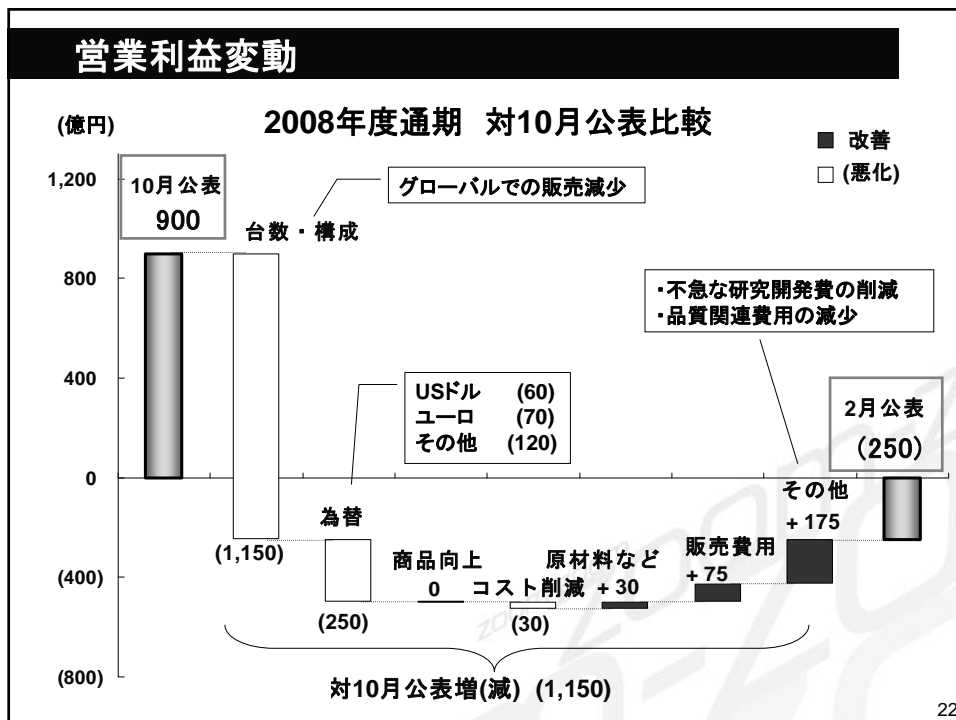 営業利益変動
(億円)
2008年度通期 対10月公表比較
■ 改善
□ (悪化)
10月公表
900
グローバルでの販売減少
台数・構成
1,200
800
400
0
(400)
(800)
・不急な研究開発費の削減
・品質関連費用の減少
USドル (60)
ユーロ (70)
その他 (120)
2月公表
(250)
為替
(1,150)
(250)
商品向上
0
コスト削減
(30)
原材料など
+ 30
販売費用
+ 75
その他
+ 175
対10月公表増(減) (1,150)
22